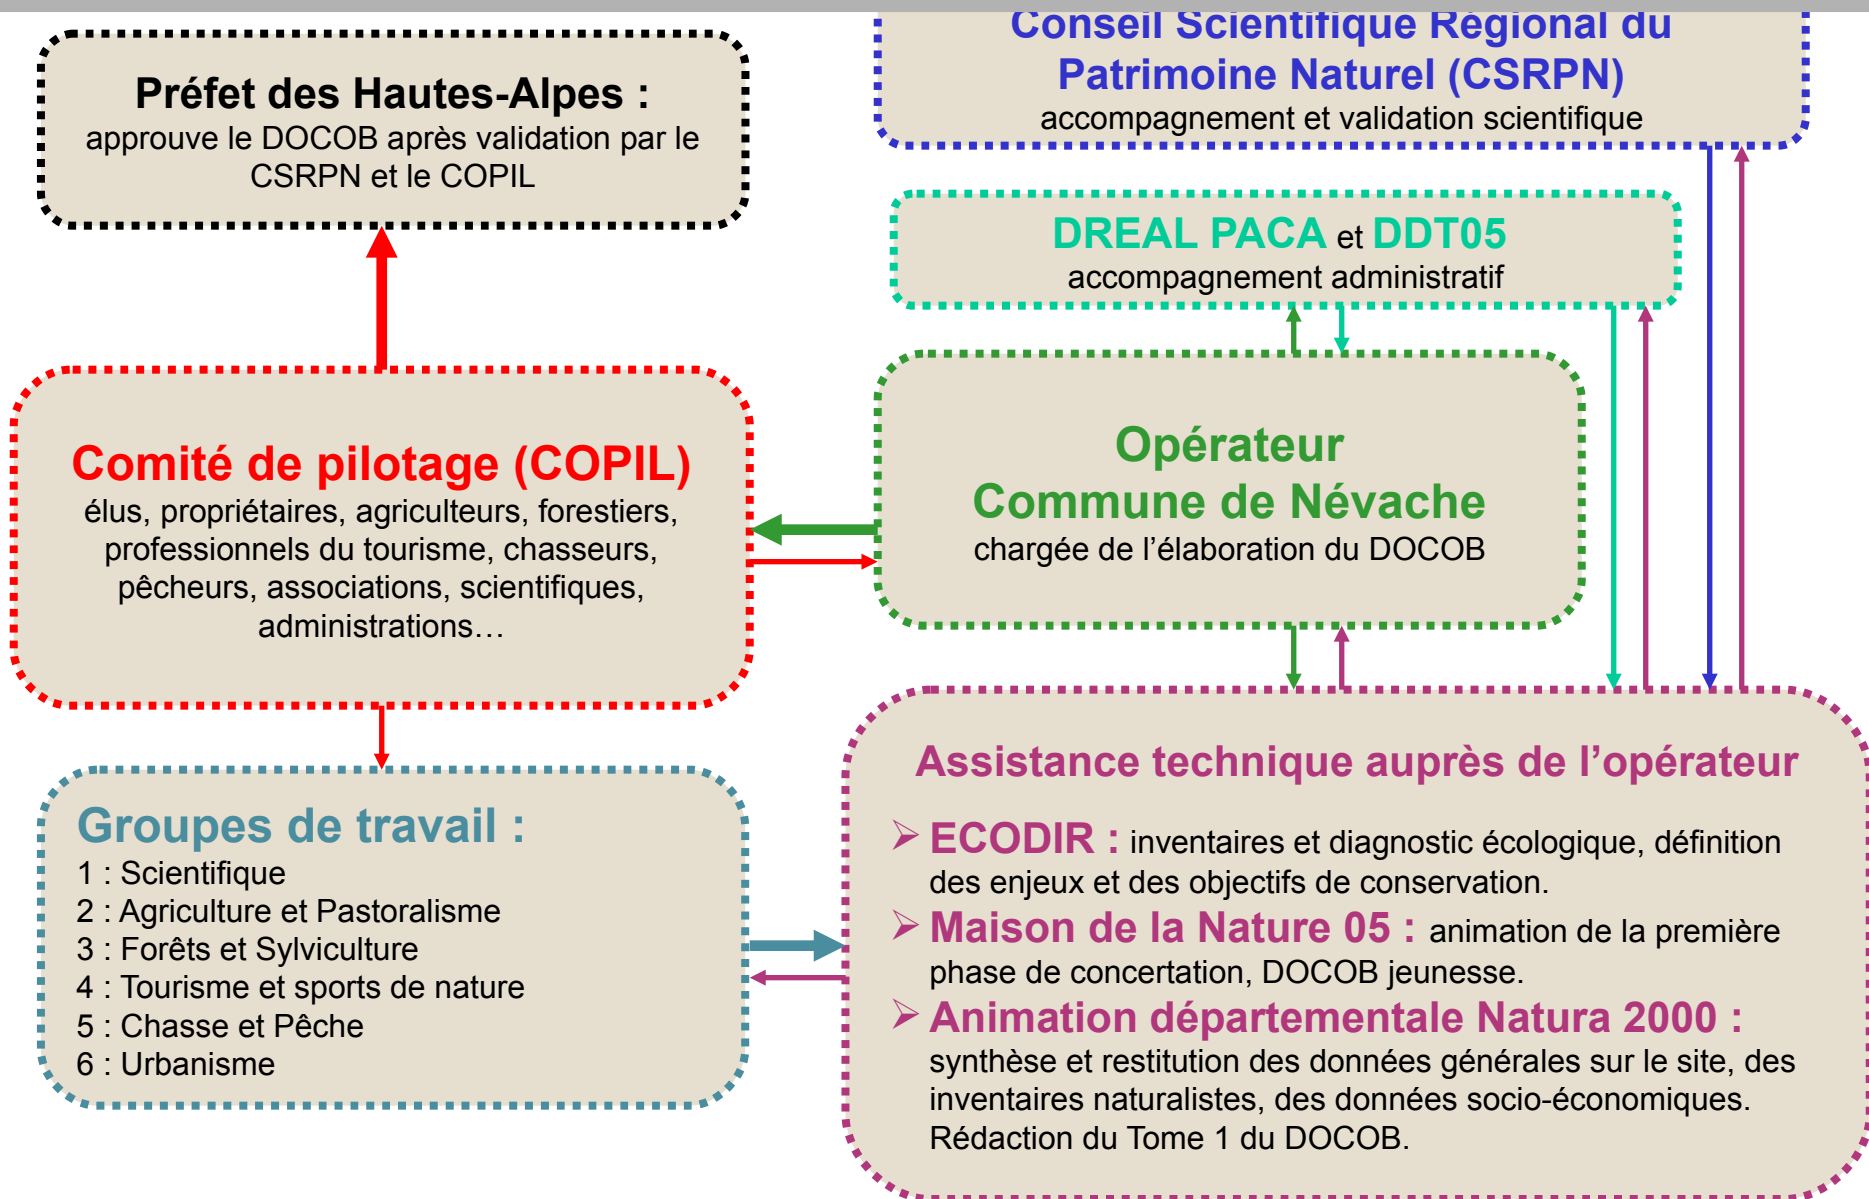 Préfet des Hautes-Alpes :
approuve le DOCOB après validation par le
CSRPN et le COPIL
Conseil Scientifique Régional du
Patrimoine Naturel (CSRPN)
accompagnement et validation scientifique
DREAL PACA et DDT05
accompagnement administratif
Comité de pilotage (COPIL)
élus, propriétaires, agriculteurs, forestiers,
professionnels du tourisme, chasseurs,
pêcheurs, associations, scientifiques,
administrations…
Opérateur
Commune de Névache
chargée de l’élaboration du DOCOB
Groupes de travail :
1 : Scientifique
2 : Agriculture et Pastoralisme
3 : Forêts et Sylviculture
4 : Tourisme et sports de nature
5 : Chasse et Pêche
6 : Urbanisme
Assistance technique auprès de l’opérateur
➢ ECODIR : inventaires et diagnostic écologique, définition
des enjeux et des objectifs de conservation.
➢ Maison de la Nature 05 : animation de la première
phase de concertation, DOCOB jeunesse.
➢ Animation départementale Natura 2000 :
synthèse et restitution des données générales sur le site, des
inventaires naturalistes, des données socio-économiques.
Rédaction du Tome 1 du DOCOB.